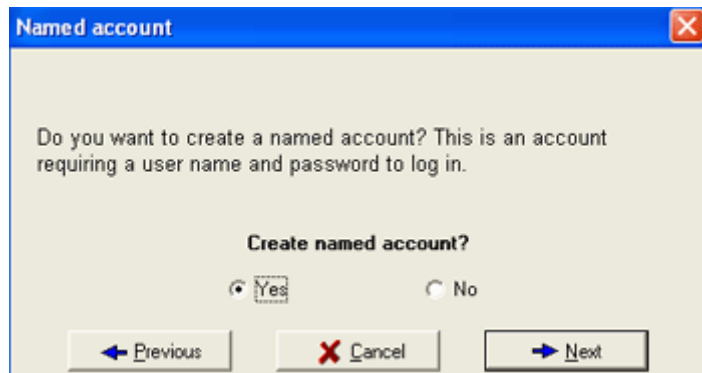 Named account
Do you want to create a named account? This is an account
requiring a user name and password to log in.
Create named account?
Yes No
Previous Cancel Next